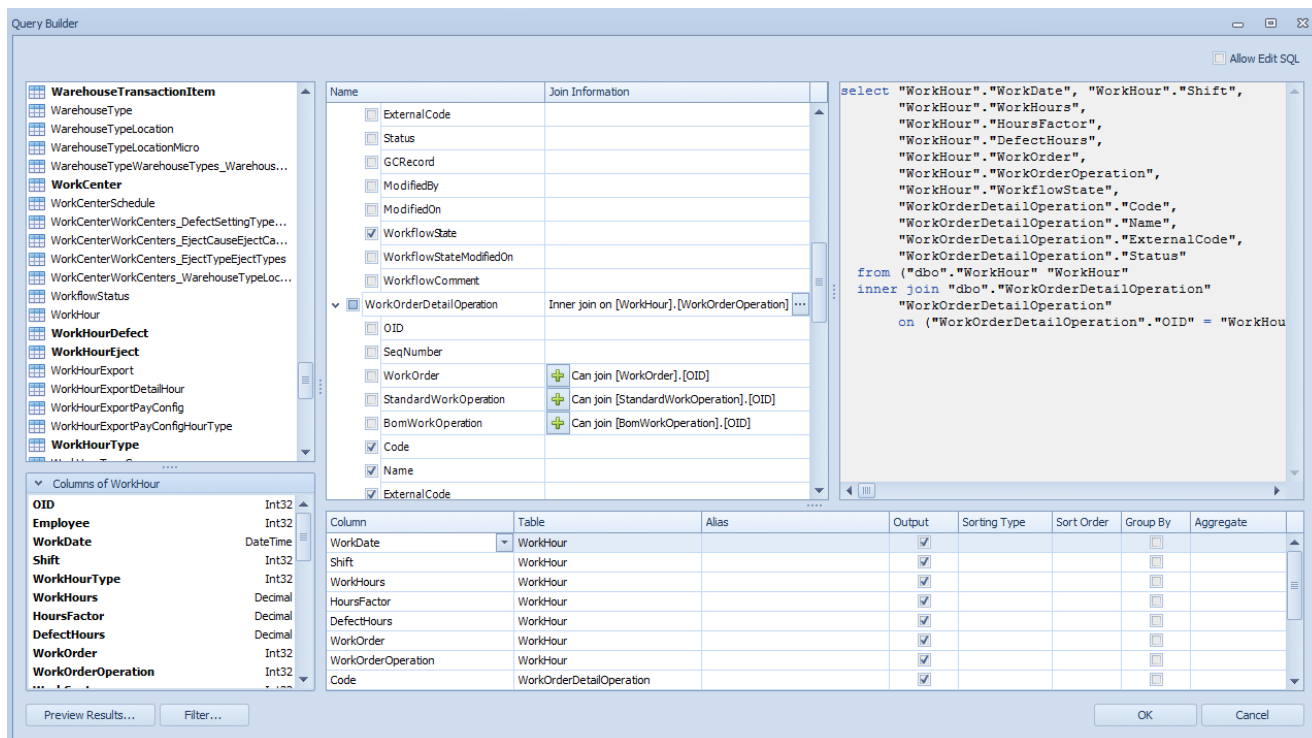 Query Builder
Allow Edit SQL
WarehouseTransactionItem
WarehouseType
WarehouseTypeLocation
WarehouseTypeLocationMicro
WarehouseTypeWarehouseTypes_Warehous...
WorkCenter
WorkCenterSchedule
WorkCenterWorkCenters_DefectSettingType...
WorkCenterWorkCenters_EjectCauseEjectCa...
WorkCenterWorkCenters_EjectTypeEjectTypes
WorkCenterWorkCenters_WarehouseTypeLoc...
WorkflowStatus
WorkHour
WorkHourDefect
WorkHourEject
WorkHourExport
WorkHourExportDetailHour
WorkHourExportPayConfig
WorkHourExportPayConfigHourType
WorkHourType
Columns of WorkHour
OID Int32
Employee Int32
WorkDate DateTime
Shift Int32
WorkHourType Int32
WorkHours Decimal
HoursFactor Decimal
DefectHours Decimal
WorkOrder Int32
WorkOrderOperation Int32
Name Join Information
ExternalCode
Status
GCRecord
ModifiedBy
ModifiedOn
WorkflowState
WorkflowStateModifiedOn
WorkflowComment
WorkOrderDetailOperation Inner join on [WorkHour].[WorkOrderOperation] ...
OID
SeqNumber
WorkOrder Can join [WorkOrder].[OID]
StandardWorkOperation Can join [StandardWorkOperation].[OID]
BomWorkOperation Can join [BomWorkOperation].[OID]
Code
Name
ExternalCode
select "WorkHour"."WorkDate", "WorkHour"."Shift",
"WorkHour"."WorkHours",
"WorkHour"."HoursFactor",
"WorkHour"."DefectHours",
"WorkHour"."WorkOrder",
"WorkHour"."WorkOrderOperation",
"WorkHour"."WorkflowState",
"WorkOrderDetailOperation"."Code",
"WorkOrderDetailOperation"."Name",
"WorkOrderDetailOperation"."ExternalCode",
"WorkOrderDetailOperation"."Status"
from ("dbo"."WorkHour" "WorkHour"
inner join "dbo"."WorkOrderDetailOperation"
"WorkOrderDetailOperation"
on ("WorkOrderDetailOperation"."OID" = "WorkHou
Column Table Alias Output Sorting Type Sort Order Group By Aggregate
WorkDate WorkHour
Shift WorkHour
WorkHours WorkHour
HoursFactor WorkHour
DefectHours WorkHour
WorkOrder WorkHour
WorkOrderOperation WorkHour
Code WorkOrderDetailOperation
Preview Results... Filter... OK Cancel